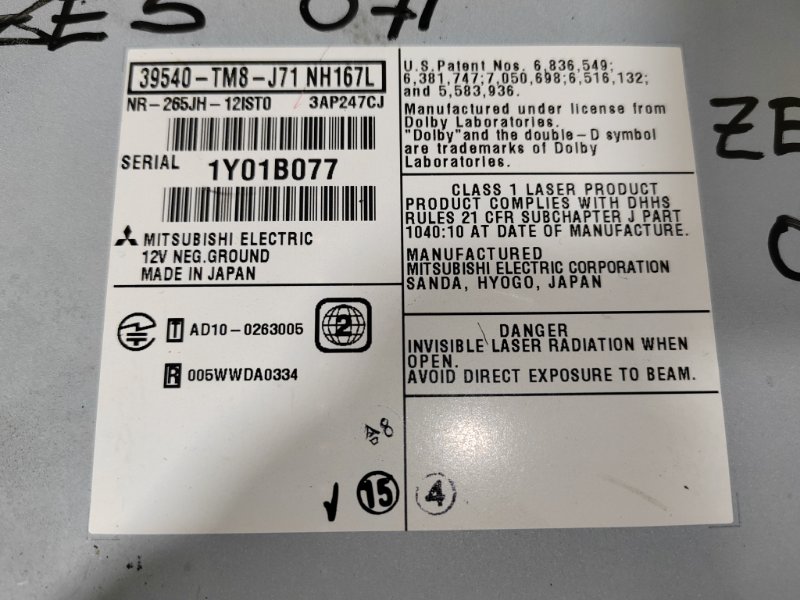 39540-TM8-J71 NH167L
NR-265JH-12IST0 3AP247CJ
SERIAL 1Y01B077
MITSUBISHI ELECTRIC
12V NEG.GROUND
MADE IN JAPAN
T AD10-0263005
2
R 005WWDA0334
A8
15
U.S.Patent Nos. 6,836,549;
6,381,747;7,050,698;6,516,132;
and 5,583,936.
Manufactured under license from
Dolby Laboratories.
"Dolby"and the double-D symbol
are trademarks of Dolby
Laboratories.
CLASS 1 LASER PRODUCT
PRODUCT COMPLIES WITH DHHS
RULES 21 CFR SUBCHAPTER J PART
1040:10 AT DATE OF MANUFACTURE.
MANUFACTURED
MITSUBISHI ELECTRIC CORPORATION
SANDA, HYOGO, JAPAN
DANGER
INVISIBLE LASER RADIATION WHEN
OPEN.
AVOID DIRECT EXPOSURE TO BEAM.
4
ZE